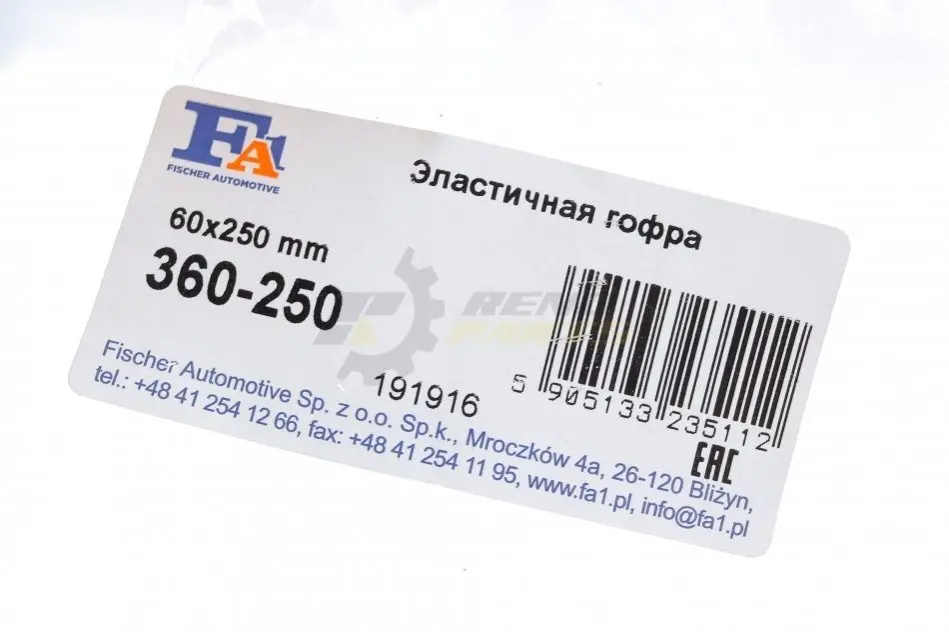 FA1
FISCHER AUTOMOTIVE
Эластичная гофра
60x250 mm
360-250
191916
5 905133 235112
EAC
Fischer Automotive Sp. z o.o. Sp.k., Mroczków 4a, 26-120 Bliżyn,
tel.: +48 41 254 12 66, fax: +48 41 254 11 95, www.fa1.pl, info@fa1.pl